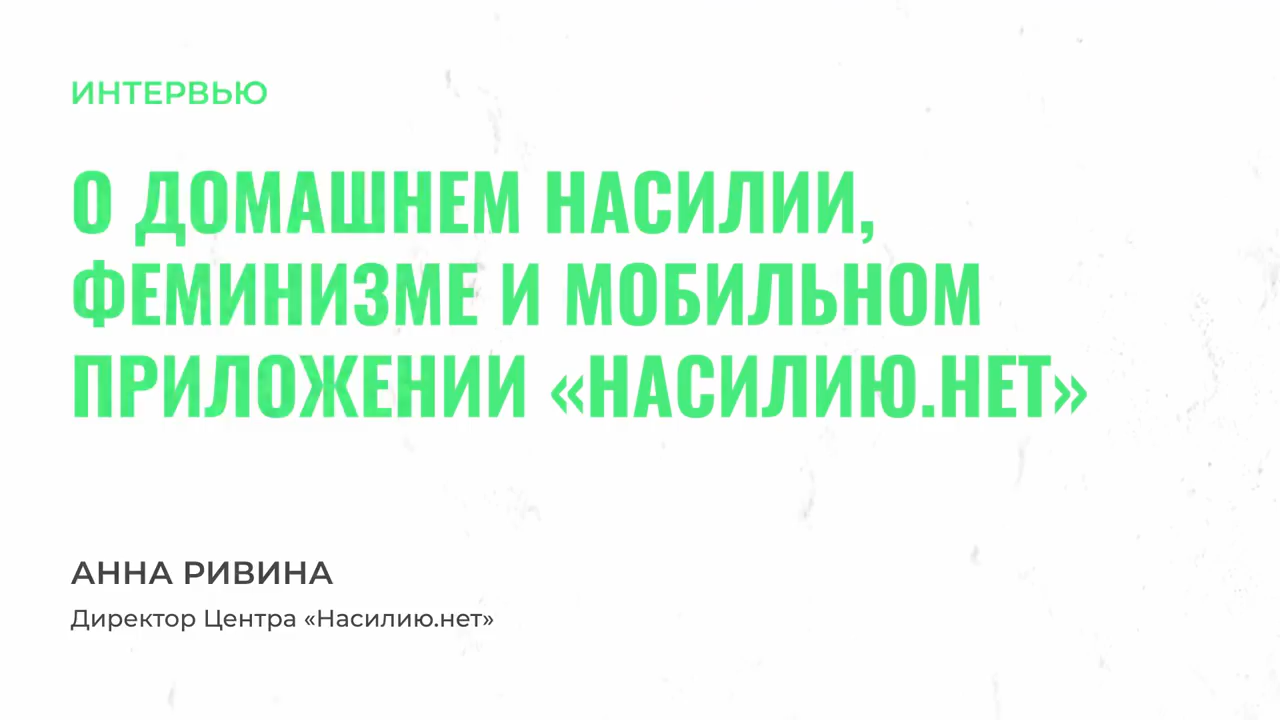 ИНТЕРВЬЮ
О ДОМАШНЕМ НАСИЛИИ,
ФЕМИНИЗМЕ И МОБИЛЬНОМ
ПРИЛОЖЕНИИ «НАСИЛИЮ.НЕТ»
АННА РИВИНА
Директор Центра «Насилию.нет»